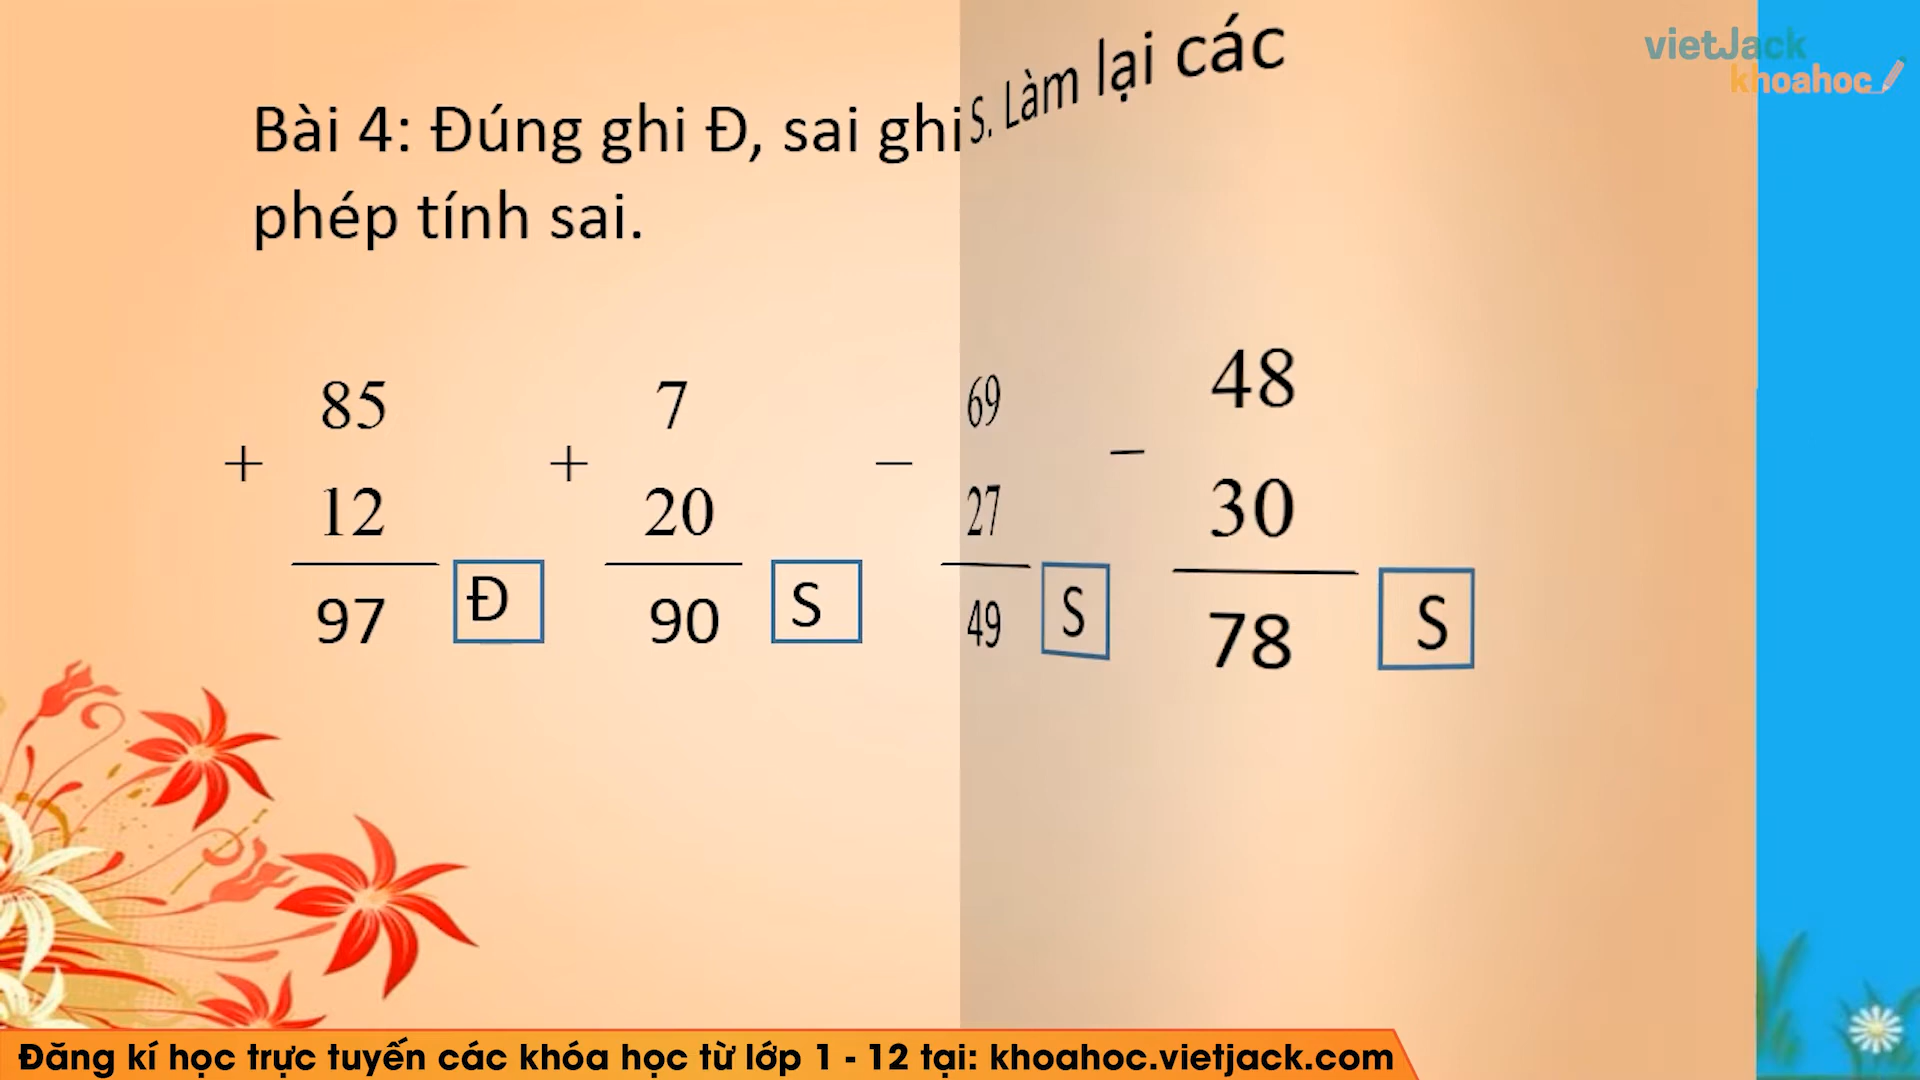 vietJack
khoahoc
Bài 4: Đúng ghi Đ, sai ghi S. Làm lại các
phép tính sai.
85 7 69 48
+ + − −
12 20 27 30
97 Đ 90 S 49 S 78 S
Đăng kí học trực tuyến các khóa học từ lớp 1 - 12 tại: khoahoc.vietjack.com